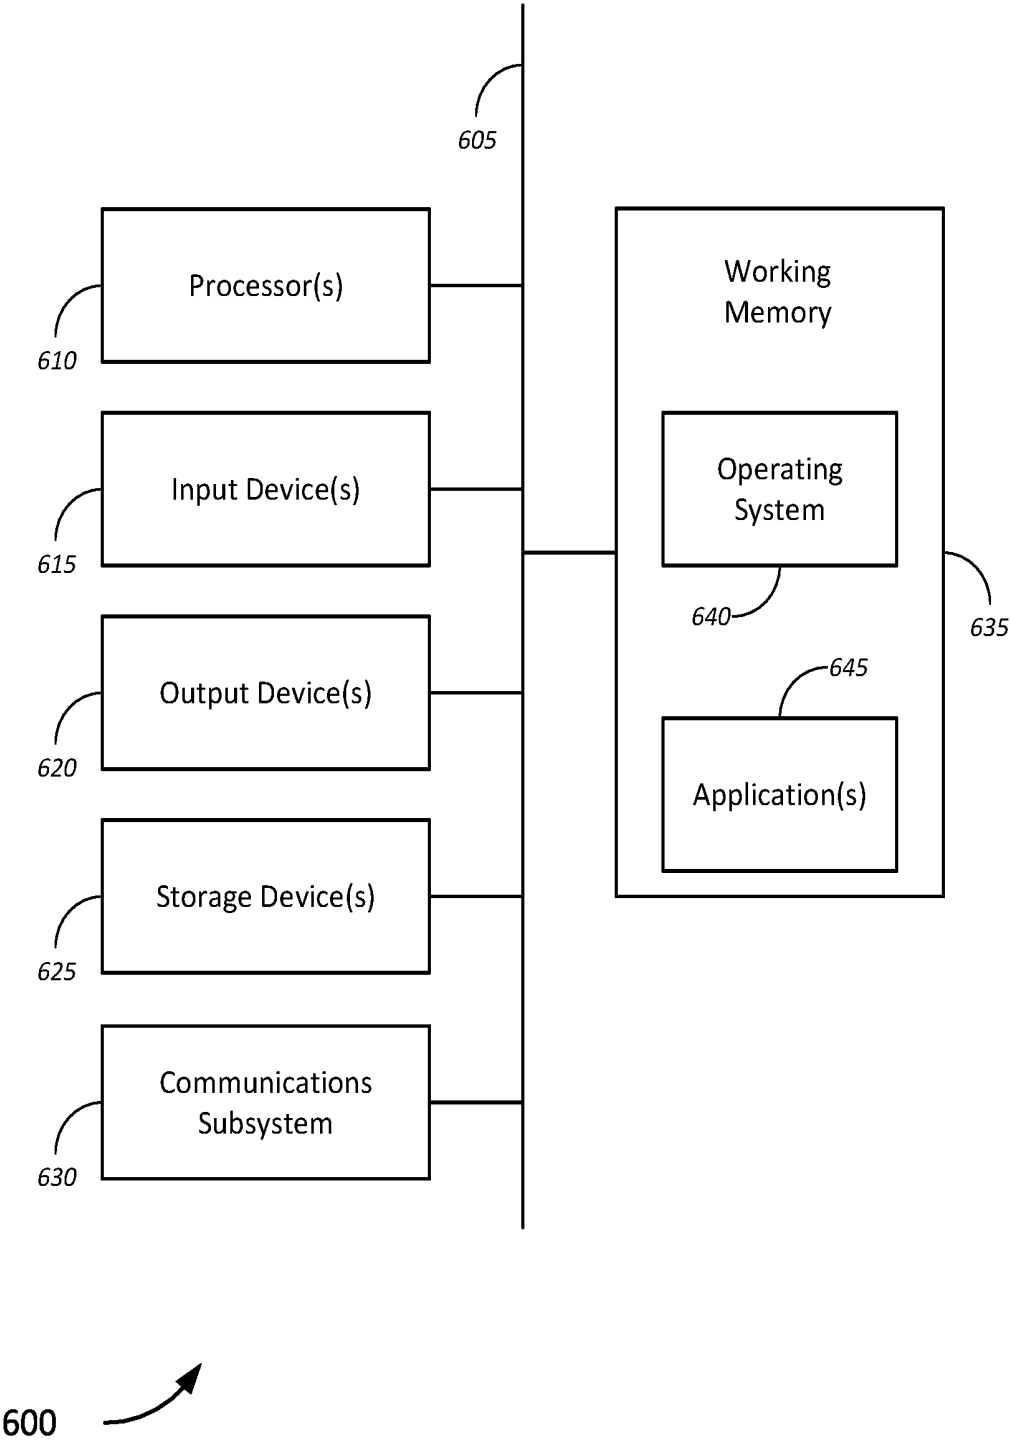 605
Processor(s)
610
Input Device(s)
615
Output Device(s)
620
Storage Device(s)
625
Communications
Subsystem
630
Working
Memory
Operating
System
640
635
645
Application(s)
600